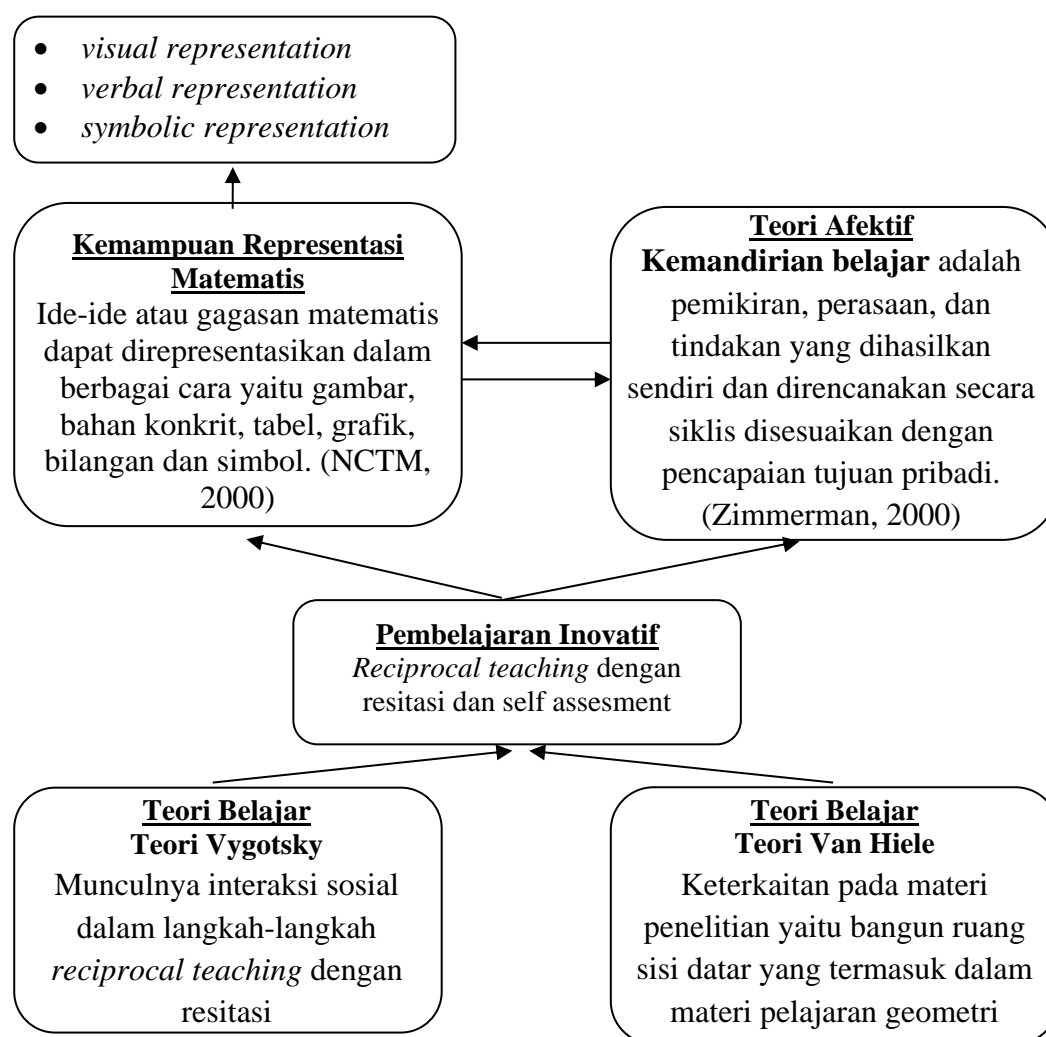 • visual representation
• verbal representation
• symbolic representation
Kemampuan Representasi
Matematis
Ide-ide atau gagasan matematis
dapat direpresentasikan dalam
berbagai cara yaitu gambar,
bahan konkrit, tabel, grafik,
bilangan dan simbol. (NCTM,
2000)
Teori Afektif
Kemandirian belajar adalah
pemikiran, perasaan, dan
tindakan yang dihasilkan
sendiri dan direncanakan secara
siklis disesuaikan dengan
pencapaian tujuan pribadi.
(Zimmerman, 2000)
Pembelajaran Inovatif
Reciprocal teaching dengan
resitasi dan self assesment
Teori Belajar
Teori Vygotsky
Munculnya interaksi sosial
dalam langkah-langkah
reciprocal teaching dengan
resitasi
Teori Belajar
Teori Van Hiele
Keterkaitan pada materi
penelitian yaitu bangun ruang
sisi datar yang termasuk dalam
materi pelajaran geometri